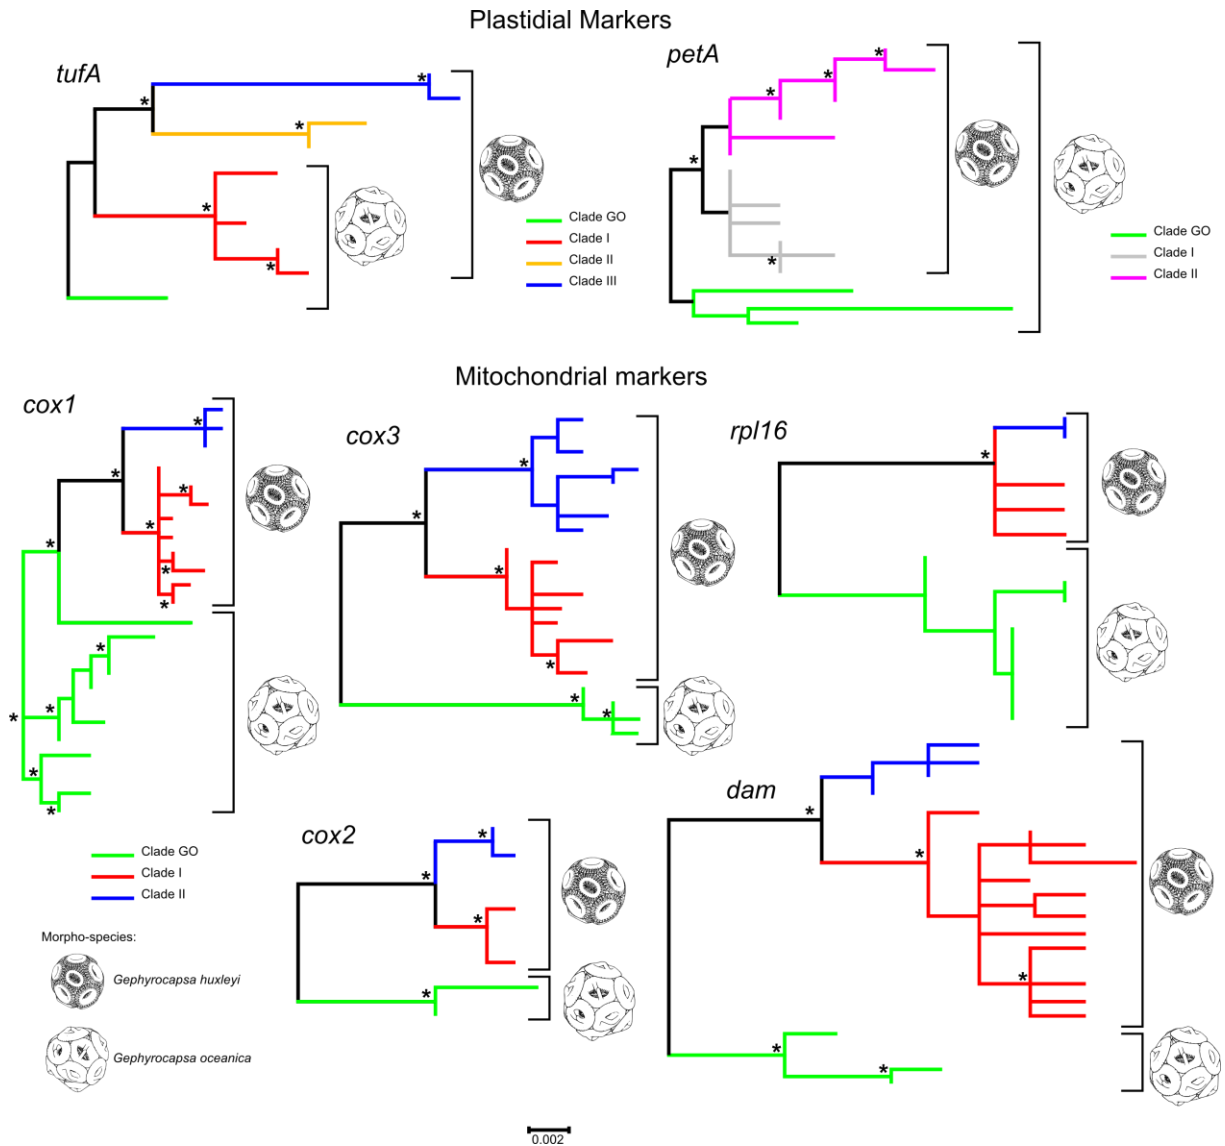 Plastidial Markers
tufA
petA
Clade GO
Clade I
Clade II
Clade III
Clade GO
Clade I
Clade II
Mitochondrial markers
cox1
cox3
rpl16
dam
cox2
Clade GO
Clade I
Clade II
Morpho-species:
Gephyrocapsa huxleyi
Gephyrocapsa oceanica
0.002